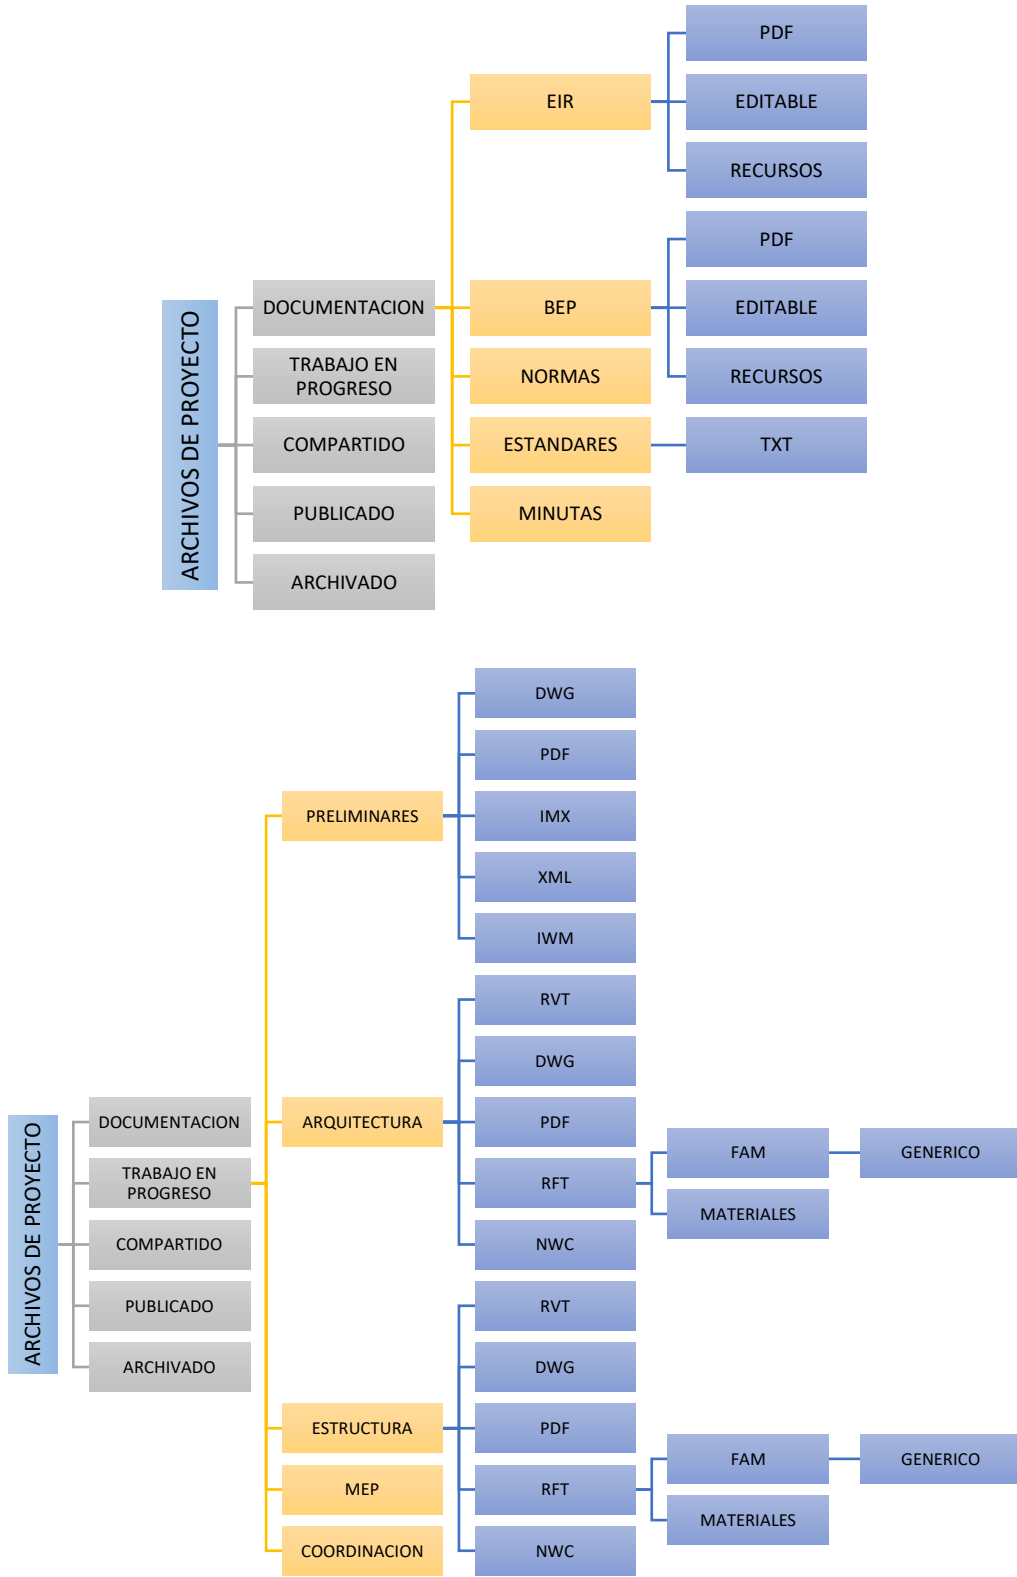 ARCHIVOS DE PROYECTO
DOCUMENTACION
TRABAJO EN
PROGRESO
COMPARTIDO
PUBLICADO
ARCHIVADO
EIR
BEP
NORMAS
ESTANDARES
MINUTAS
PDF
EDITABLE
RECURSOS
PDF
EDITABLE
RECURSOS
TXT
ARCHIVOS DE PROYECTO
DOCUMENTACION
TRABAJO EN
PROGRESO
COMPARTIDO
PUBLICADO
ARCHIVADO
PRELIMINARES
ARQUITECTURA
ESTRUCTURA
MEP
COORDINACION
DWG
PDF
IMX
XML
IWM
RVT
DWG
PDF
RFT
NWC
FAM
GENERICO
MATERIALES
RVT
DWG
PDF
RFT
NWC
FAM
GENERICO
MATERIALES